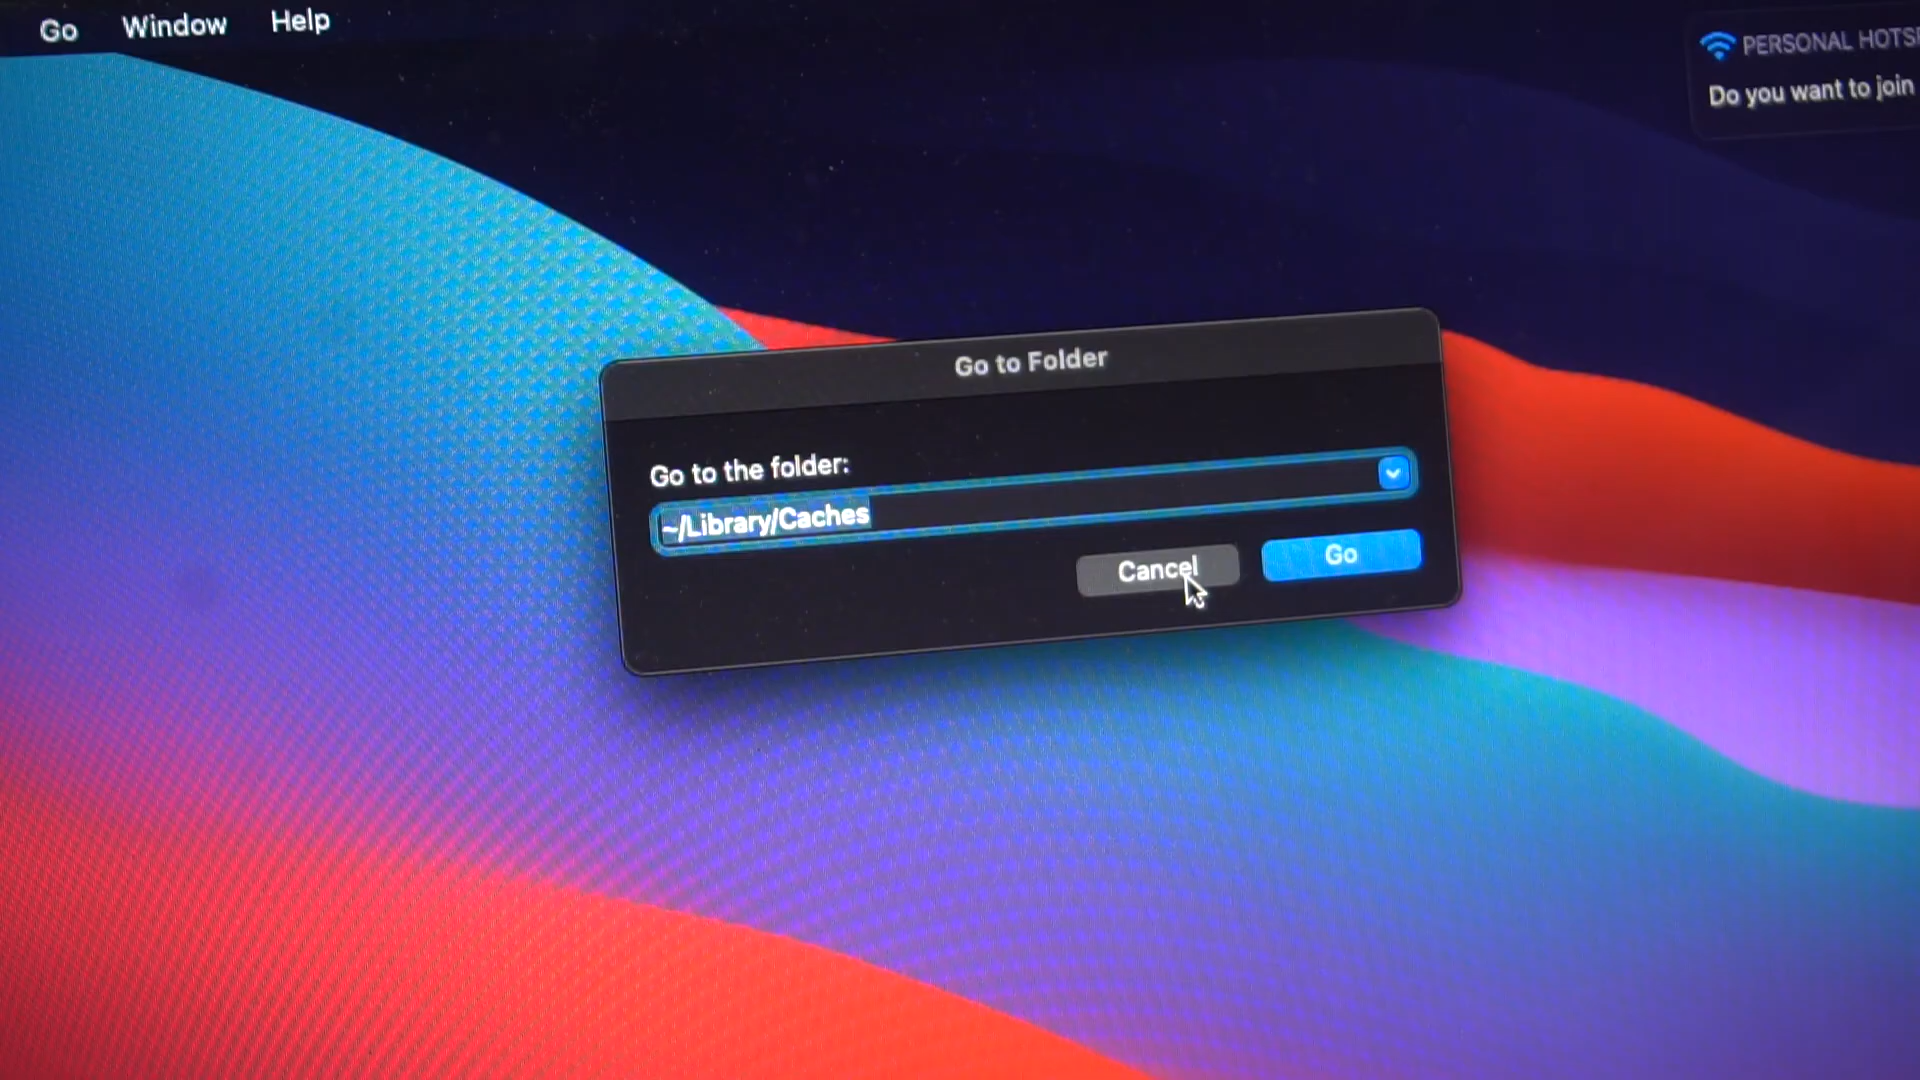 Go Window Help
PERSONAL HOTSP
Do you want to join
Go to Folder
Go to the folder:
~/Library/Caches
Cancel Go